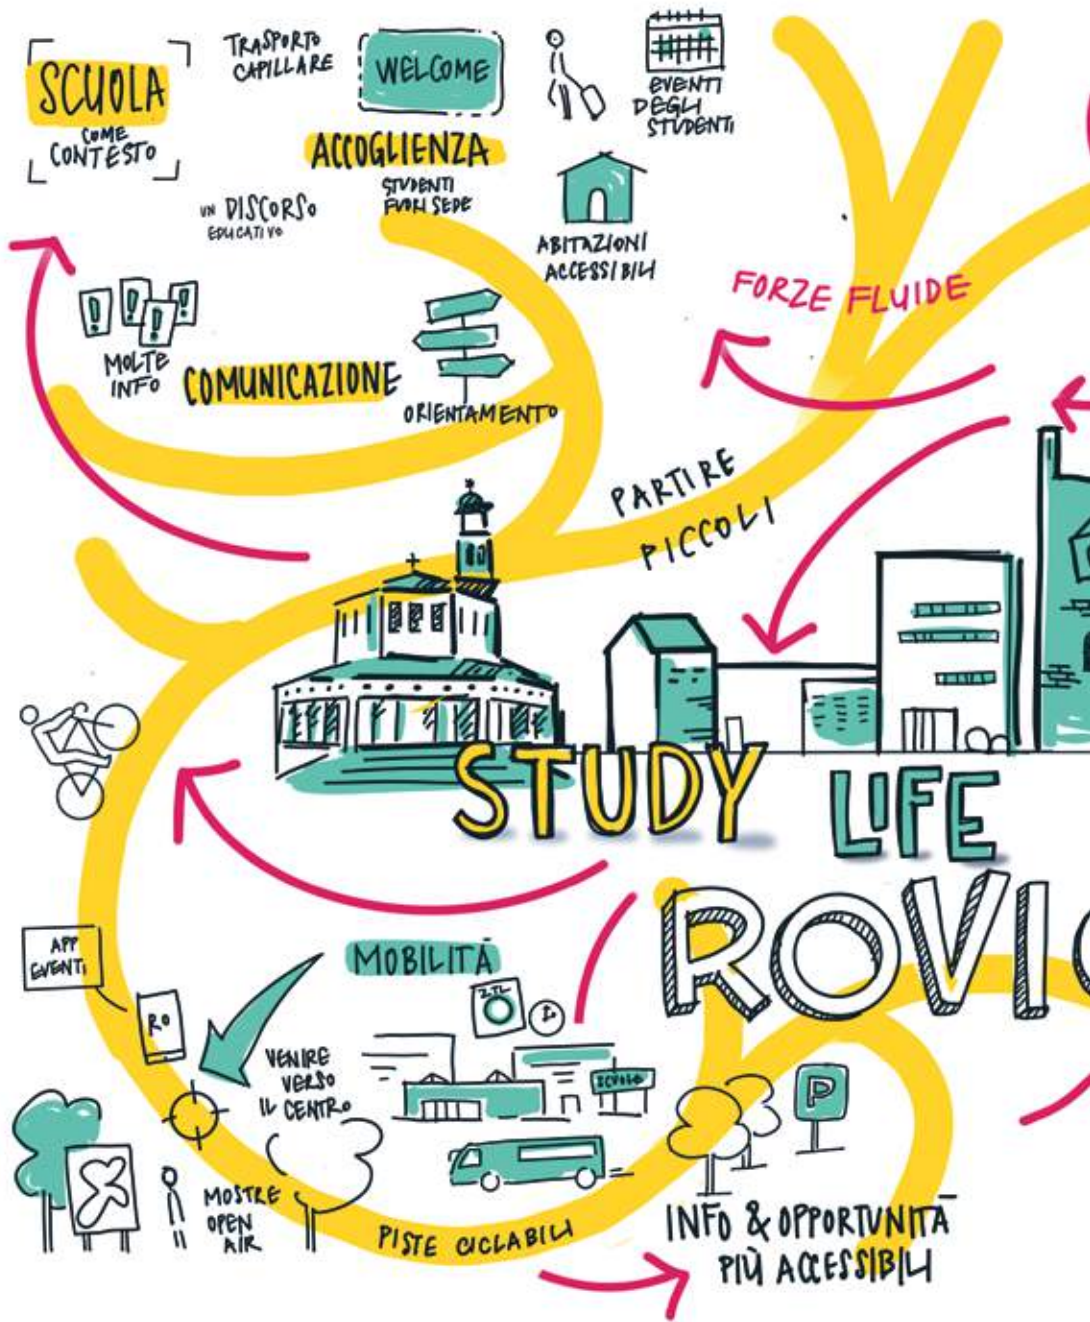 SCUOLA
COME
CONTESTO
TRASPORTO
CAPILLARE
WELCOME
ACCOGLIENZA
STUDENTI
FUORI SEDE
EVENTI
DEGLI
STUDENTI
UN DISCORSO
EDUCATIVO
ABITAZIONI
ACCESSIBILI
MOLTE
INFO
COMUNICAZIONE
ORIENTAMENTO
FORZE FLUIDE
PARTIRE
PICCOLI
STUDY
LIFE
ROVI
APP
EVENTI
RO
MOBILITÀ
ZTL
VENIRE
VERSO
IL CENTRO
SCUOLA
P
MOSTRE
OPEN
AIR
PISTE CICLABILI
INFO & OPPORTUNITÀ
PIÙ ACCESSIBILI